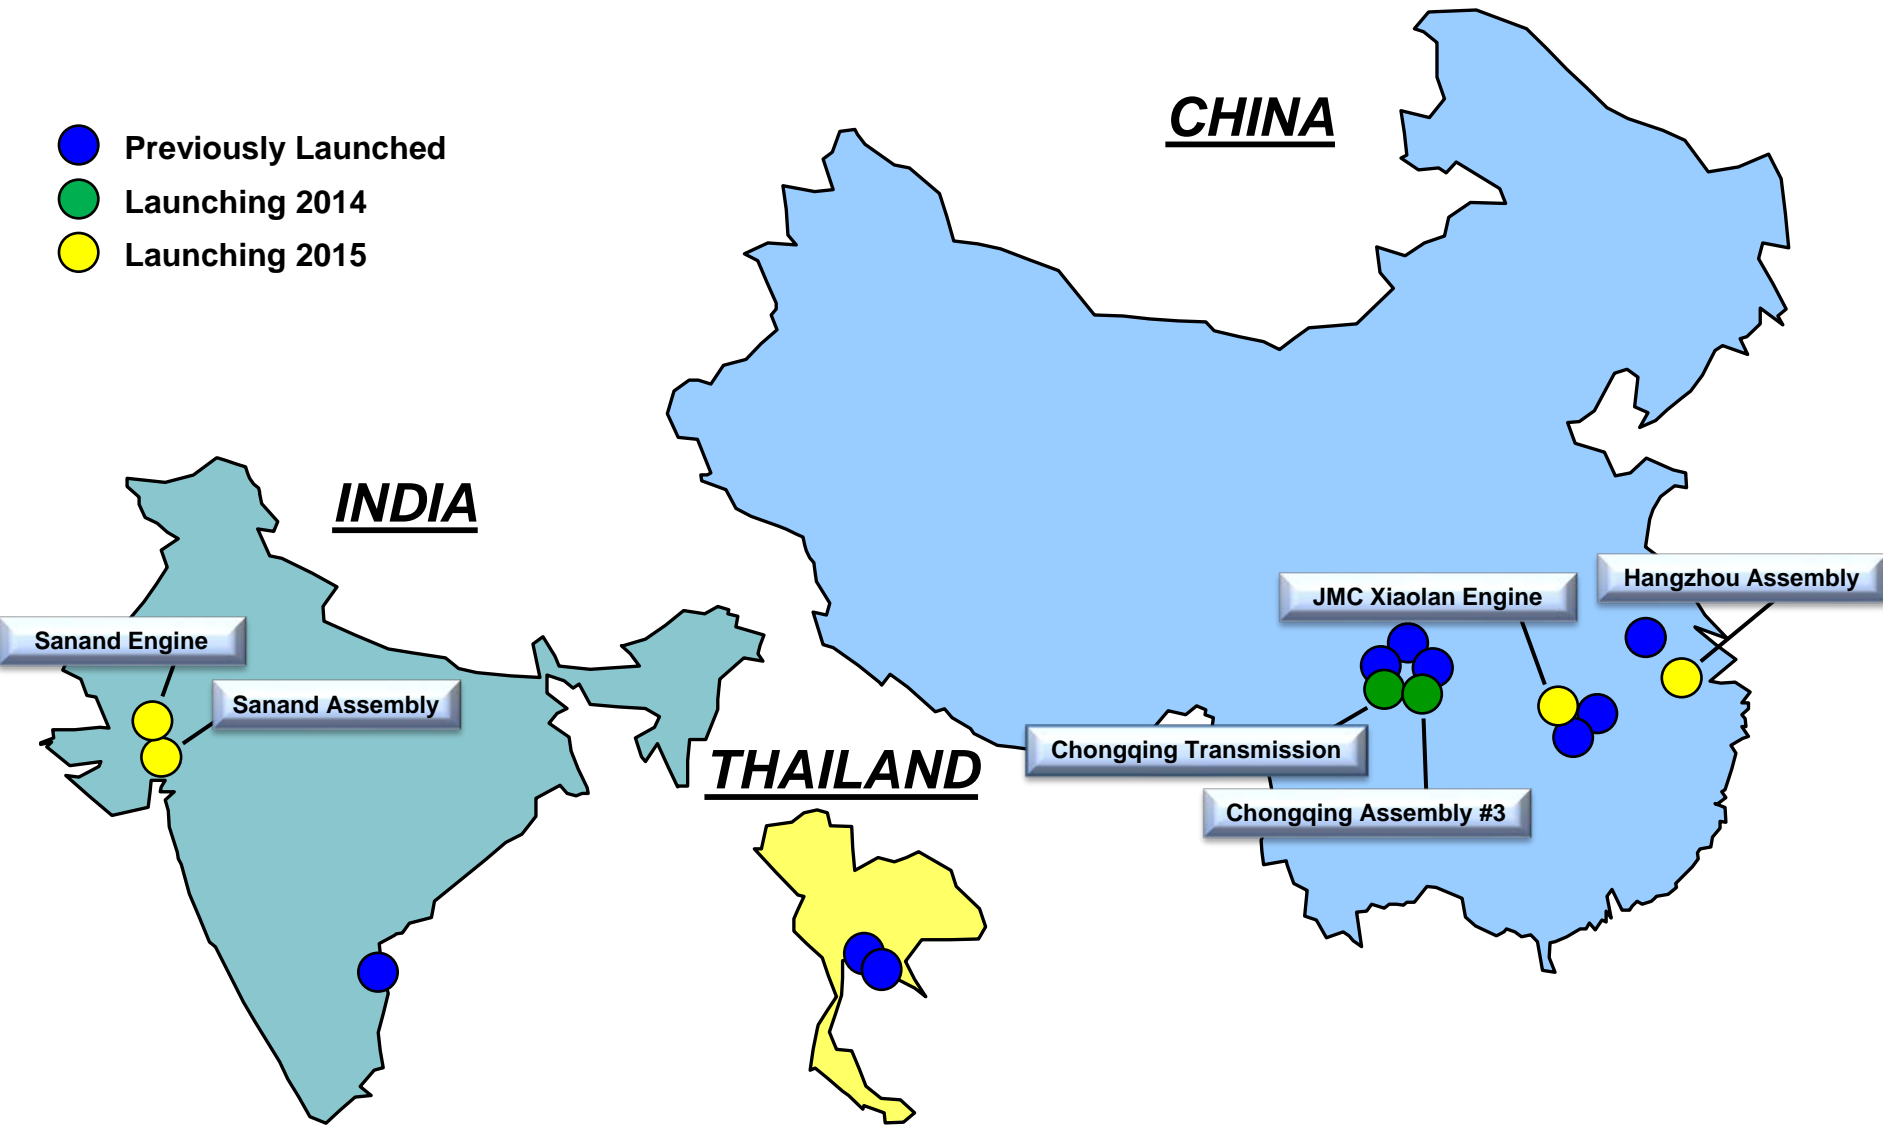 CHINA
Previously Launched
Launching 2014
Launching 2015
INDIA
Hangzhou Assembly
JMC Xiaolan Engine
Sanand Engine
Sanand Assembly
Chongqing Transmission
THAILAND
Chongqing Assembly #3